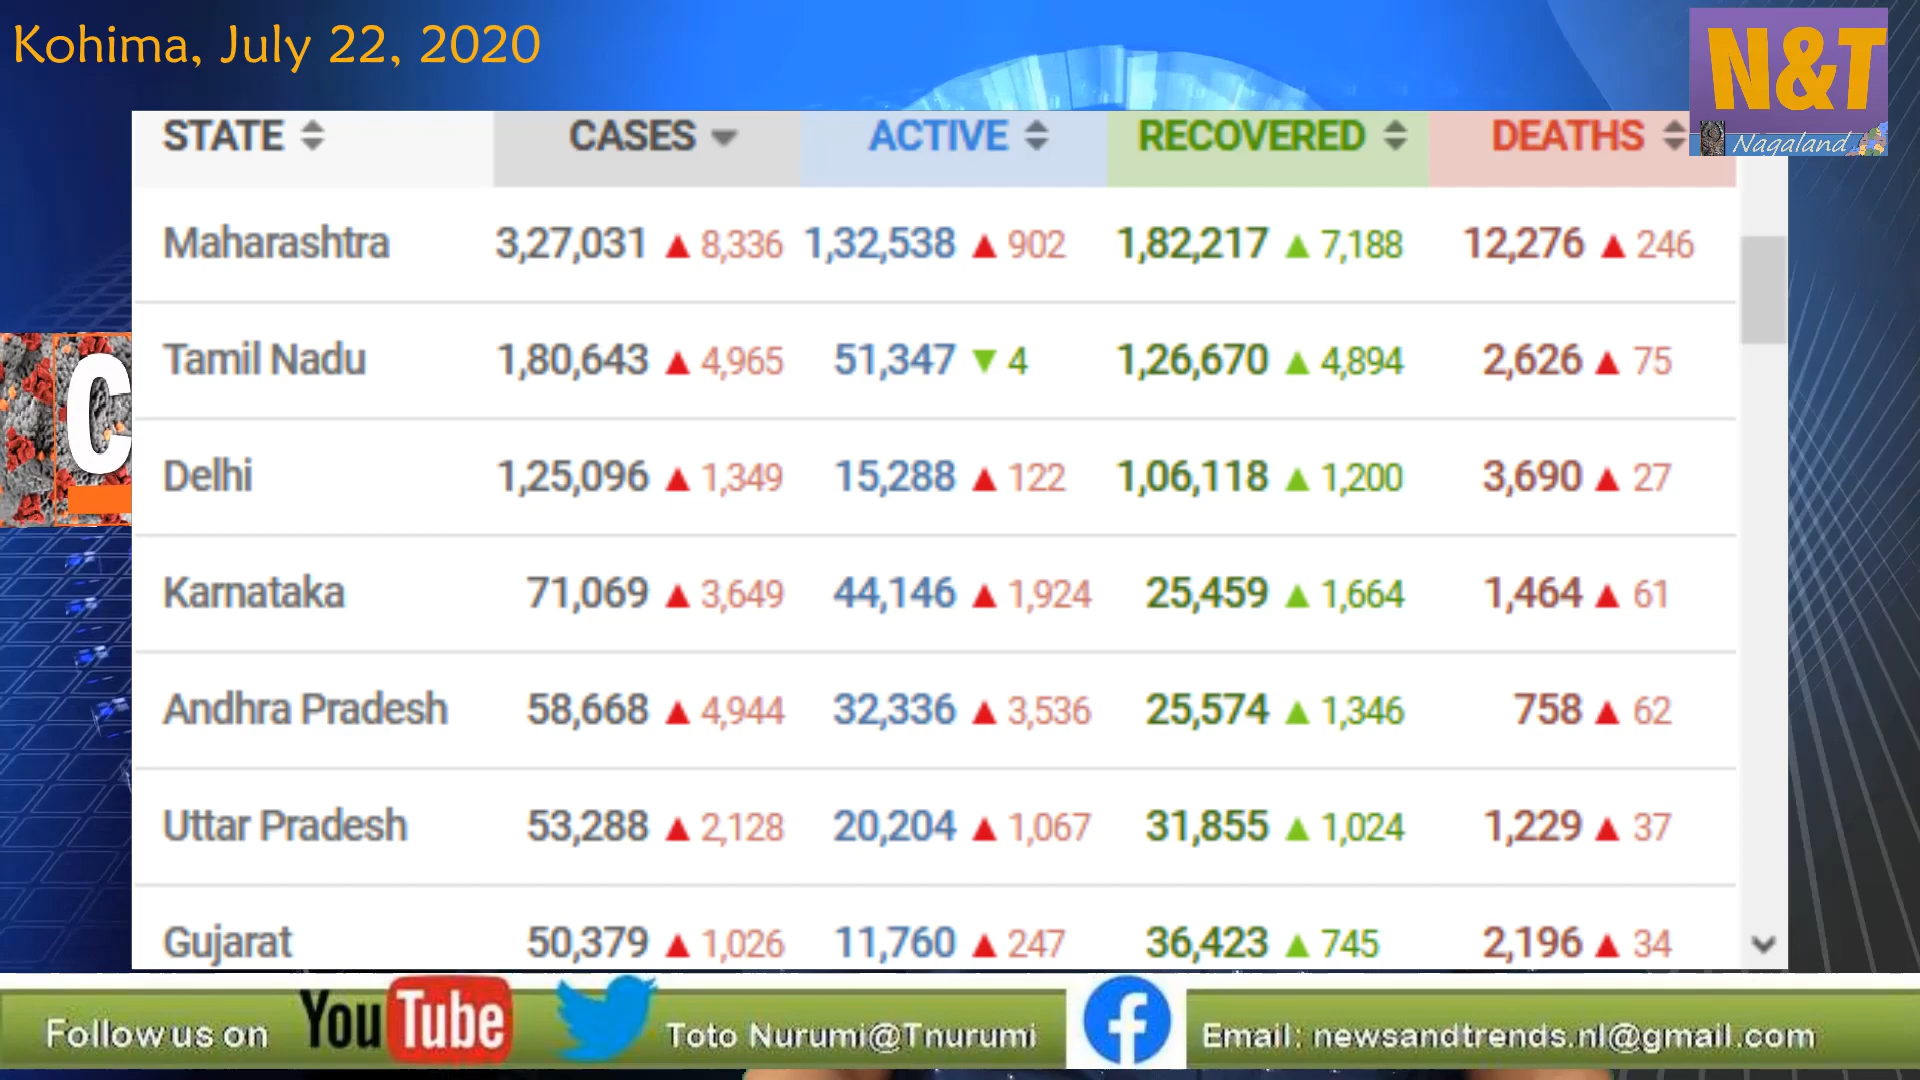 Kohima, July 22, 2020
N&T
Nagaland
STATE CASES ACTIVE RECOVERED DEATHS
Maharashtra 3,27,031 ▲ 8,336 1,32,538 ▲ 902 1,82,217 ▲ 7,188 12,276 ▲ 246
Tamil Nadu 1,80,643 ▲ 4,965 51,347 ▼ 4 1,26,670 ▲ 4,894 2,626 ▲ 75
C
Delhi 1,25,096 ▲ 1,349 15,288 ▲ 122 1,06,118 ▲ 1,200 3,690 ▲ 27
Karnataka 71,069 ▲ 3,649 44,146 ▲ 1,924 25,459 ▲ 1,664 1,464 ▲ 61
Andhra Pradesh 58,668 ▲ 4,944 32,336 ▲ 3,536 25,574 ▲ 1,346 758 ▲ 62
Uttar Pradesh 53,288 ▲ 2,128 20,204 ▲ 1,067 31,855 ▲ 1,024 1,229 ▲ 37
Gujarat 50,379 ▲ 1,026 11,760 ▲ 247 36,423 ▲ 745 2,196 ▲ 34
Follow us on YouTube Toto Nurumi@Tnurumi f Email: newsandtrends.nl@gmail.com